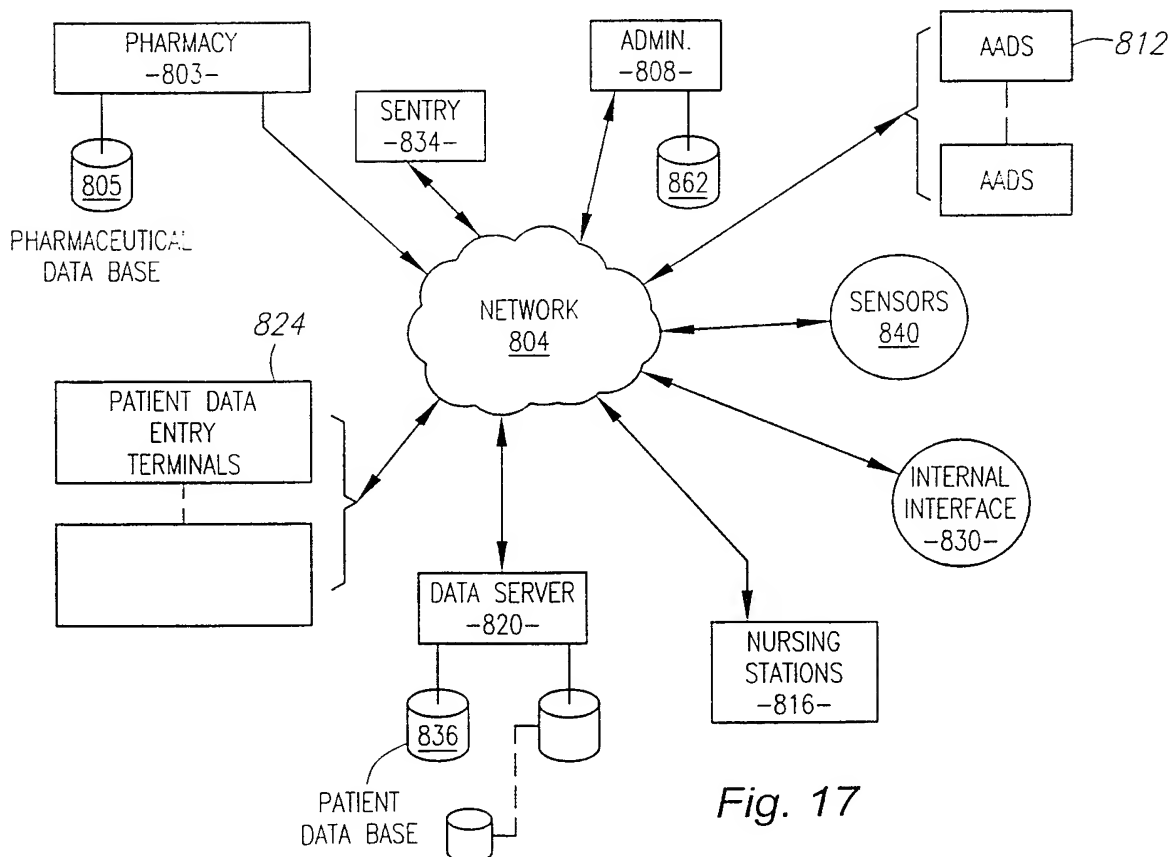 PHARMACY
-803-
805
PHARMACEUTICAL
DATA BASE
SENTRY
-834-
ADMIN.
-808-
862
AADS
812
AADS
NETWORK
804
SENSORS
840
824
PATIENT DATA
ENTRY
TERMINALS
INTERNAL
INTERFACE
-830-
DATA SERVER
-820-
836
PATIENT
DATA BASE
NURSING
STATIONS
-816-
Fig. 17